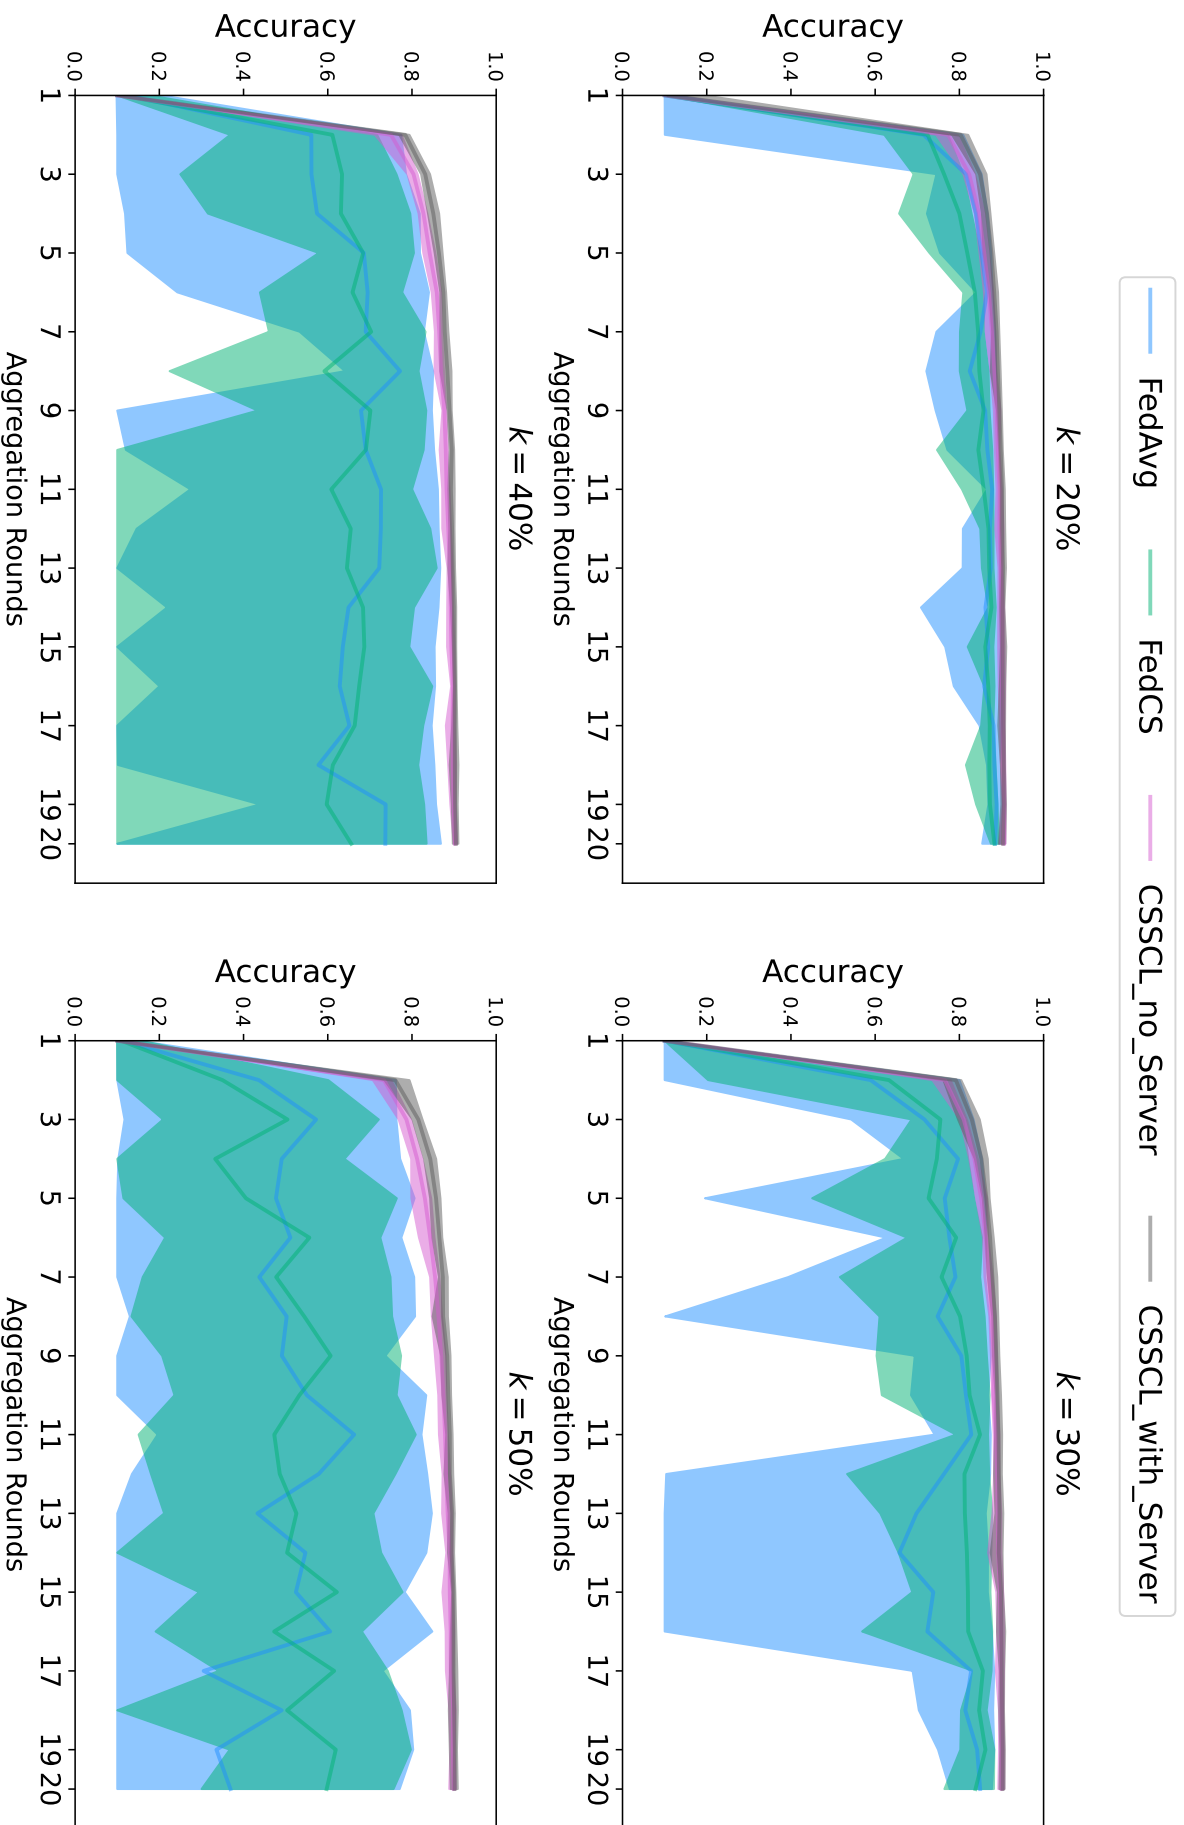 FedAvg FedCS CSSCL_no_Server CSSCL_with_Server
k = 20%
Accuracy
1.0
0.8
0.6
0.4
0.2
0.0
1 3 5 7 9 11 13 15 17 19 20
Aggregation Rounds
k = 30%
Accuracy
1.0
0.8
0.6
0.4
0.2
0.0
1 3 5 7 9 11 13 15 17 19 20
Aggregation Rounds
k = 40%
Accuracy
1.0
0.8
0.6
0.4
0.2
0.0
1 3 5 7 9 11 13 15 17 19 20
Aggregation Rounds
k = 50%
Accuracy
1.0
0.8
0.6
0.4
0.2
0.0
1 3 5 7 9 11 13 15 17 19 20
Aggregation Rounds